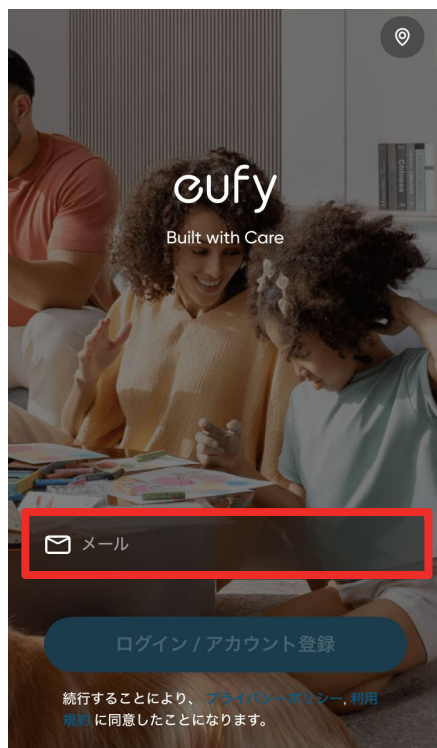 eufy
Built with Care
メール
ログイン / アカウント登録
続行することにより、 プライバシーポリシー, 利用
規約 に同意したことになります。